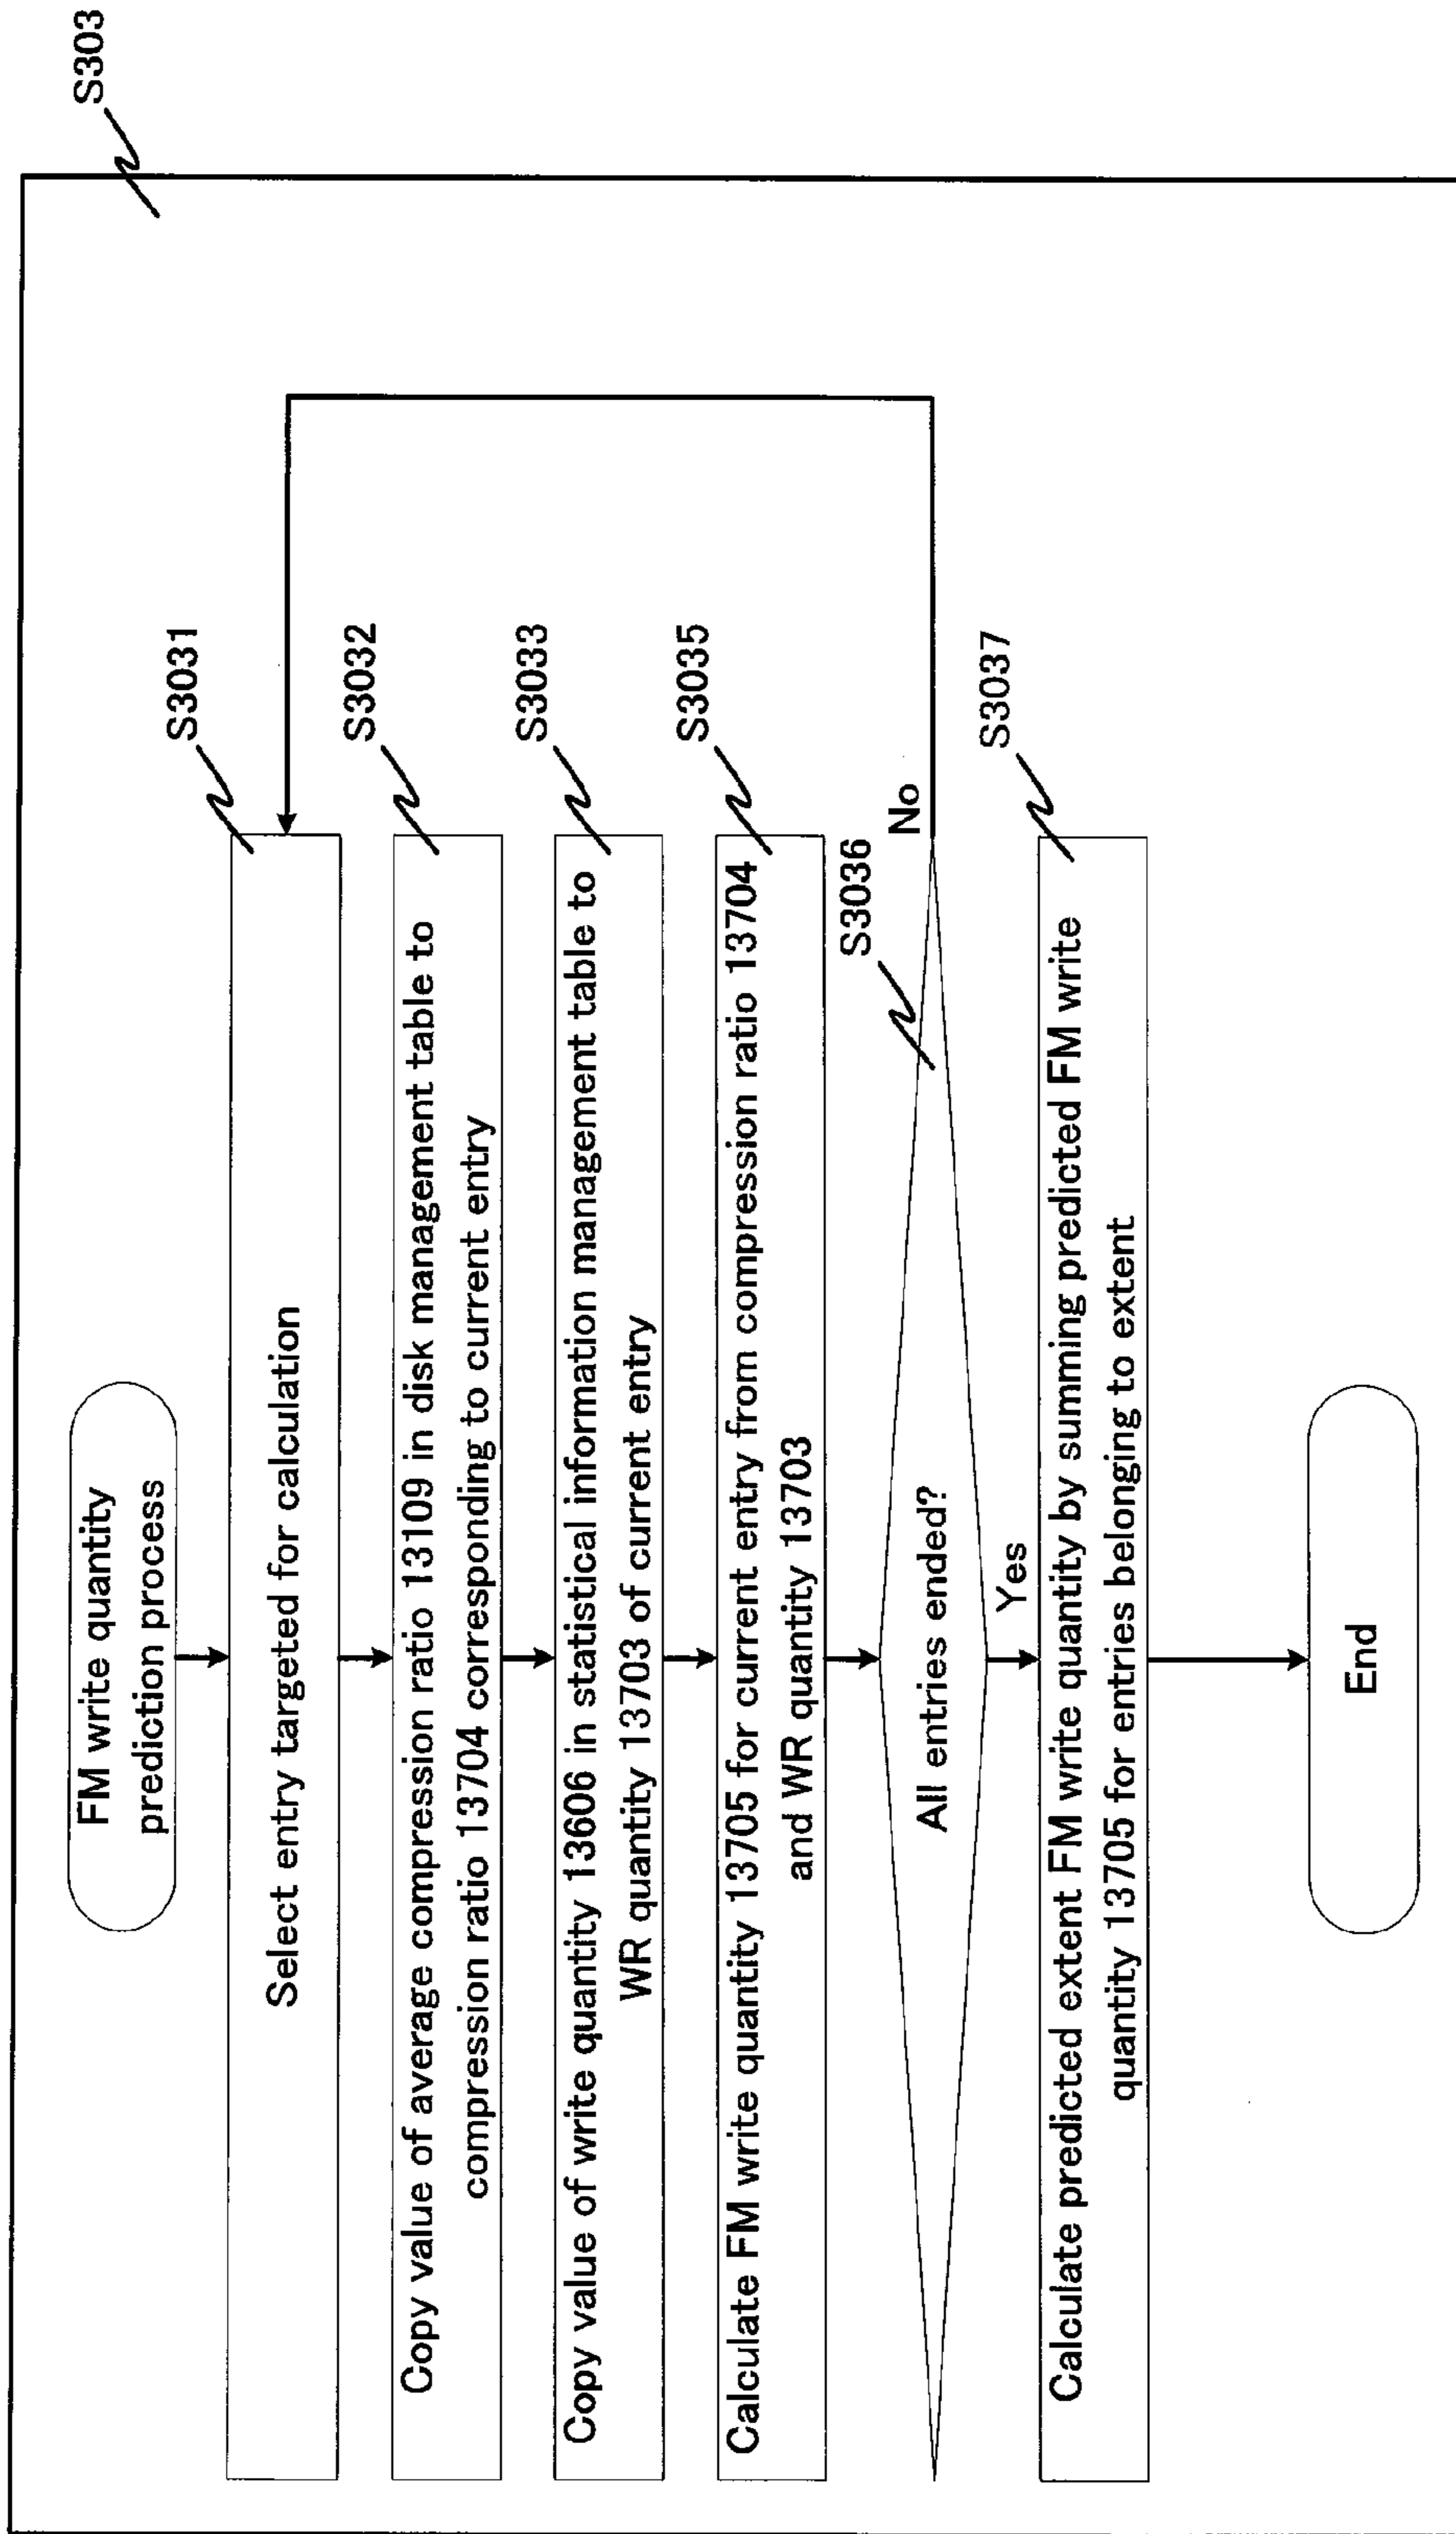 S303
FM write quantity
prediction process
S3031
Select entry targeted for calculation
S3032
Copy value of average compression ratio 13109 in disk management table to
compression ratio 13704 corresponding to current entry
S3033
Copy value of write quantity 13606 in statistical information management table to
WR quantity 13703 of current entry
S3035
Calculate FM write quantity 13705 for current entry from compression ratio 13704
and WR quantity 13703
S3036
All entries ended?
No
Yes
S3037
Calculate predicted extent FM write quantity by summing predicted FM write
quantity 13705 for entries belonging to extent
End